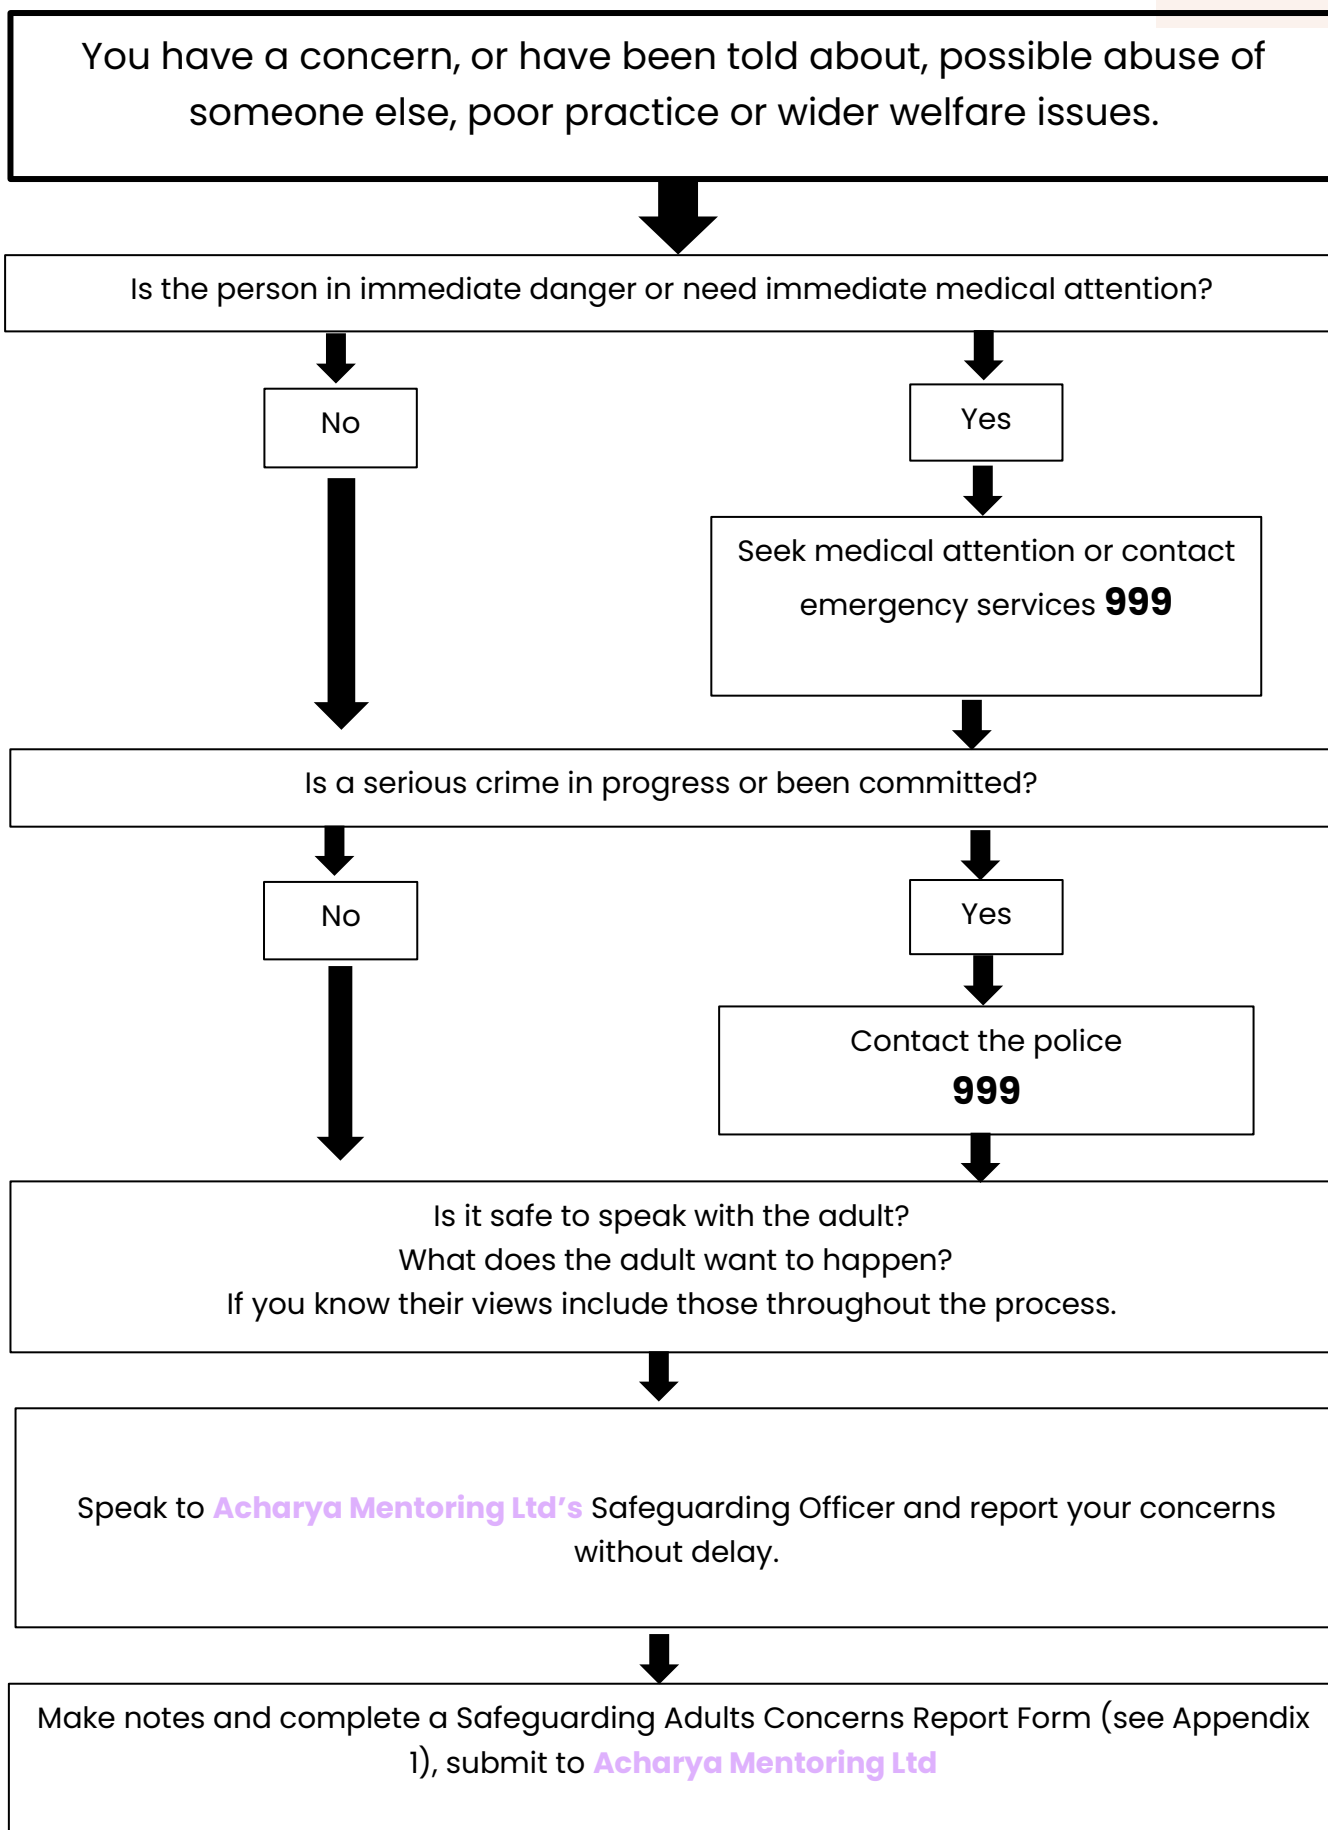 You have a concern, or have been told about, possible abuse of
someone else, poor practice or wider welfare issues.
Is the person in immediate danger or need immediate medical attention?
No
Yes
Seek medical attention or contact
emergency services 999
Is a serious crime in progress or been committed?
No
Yes
Contact the police
999
Is it safe to speak with the adult?
What does the adult want to happen?
If you know their views include those throughout the process.
Speak to Acharya Mentoring Ltd’s Safeguarding Officer and report your concerns
without delay.
Make notes and complete a Safeguarding Adults Concerns Report Form (see Appendix
1), submit to Acharya Mentoring Ltd